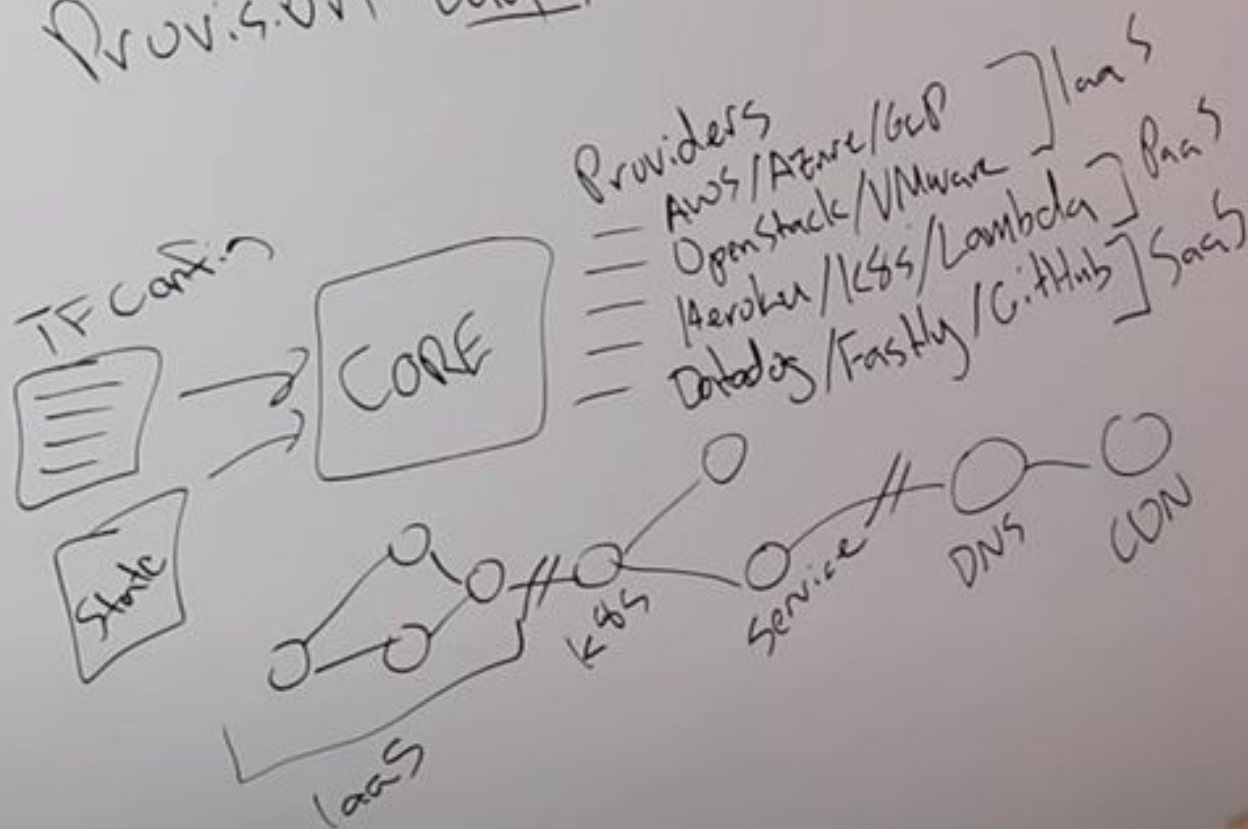 Provision
Providers
AWS/Azure/GCP ] IaaS
OpenStack/VMware
Heroku/K8s/Lambda ] PaaS
Datadog/Fastly/GitHub ] SaaS
TF Config
CORE
State
IaaS
K8S
Service
DNS
CDN